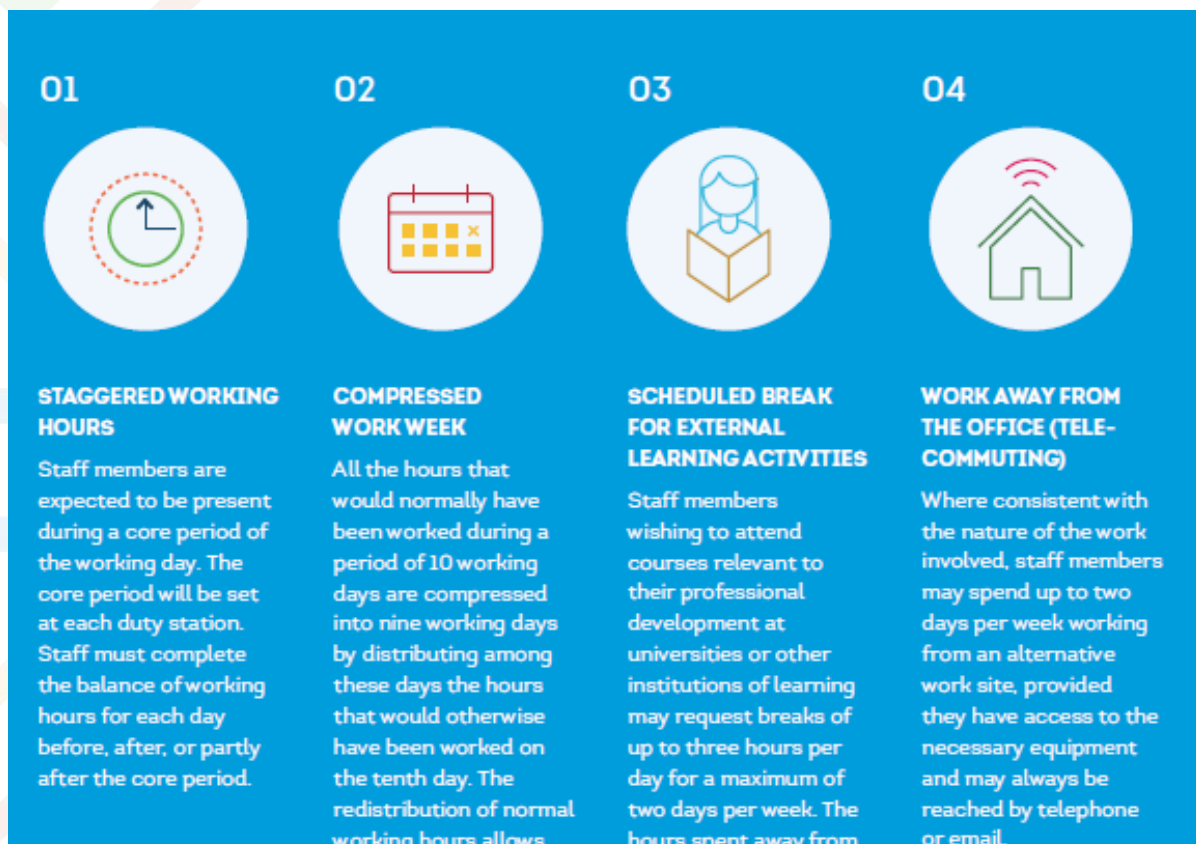 01
STAGGERED WORKING
HOURS
Staff members are
expected to be present
during a core period of
the working day. The
core period will be set
at each duty station.
Staff must complete
the balance of working
hours for each day
before, after, or partly
after the core period.
02
COMPRESSED
WORK WEEK
All the hours that
would normally have
been worked during a
period of 10 working
days are compressed
into nine working days
by distributing among
these days the hours
that would otherwise
have been worked on
the tenth day. The
redistribution of normal
working hours allows
03
SCHEDULED BREAK
FOR EXTERNAL
LEARNING ACTIVITIES
Staff members
wishing to attend
courses relevant to
their professional
development at
universities or other
institutions of learning
may request breaks of
up to three hours per
day for a maximum of
two days per week. The
hours spent away from
04
WORK AWAY FROM
THE OFFICE (TELE-
COMMUTING)
Where consistent with
the nature of the work
involved, staff members
may spend up to two
days per week working
from an alternative
work site, provided
they have access to the
necessary equipment
and may always be
reached by telephone
or email.